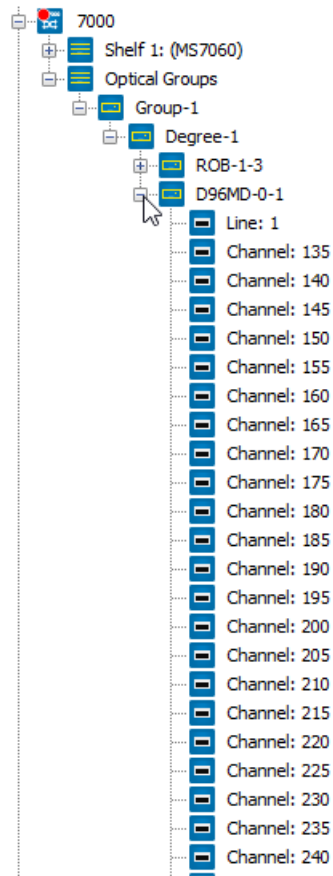 7000
Shelf 1: (MS7060)
Optical Groups
Group-1
Degree-1
ROB-1-3
D96MD-0-1
Line: 1
Channel: 135
Channel: 140
Channel: 145
Channel: 150
Channel: 155
Channel: 160
Channel: 165
Channel: 170
Channel: 175
Channel: 180
Channel: 185
Channel: 190
Channel: 195
Channel: 200
Channel: 205
Channel: 210
Channel: 215
Channel: 220
Channel: 225
Channel: 230
Channel: 235
Channel: 240